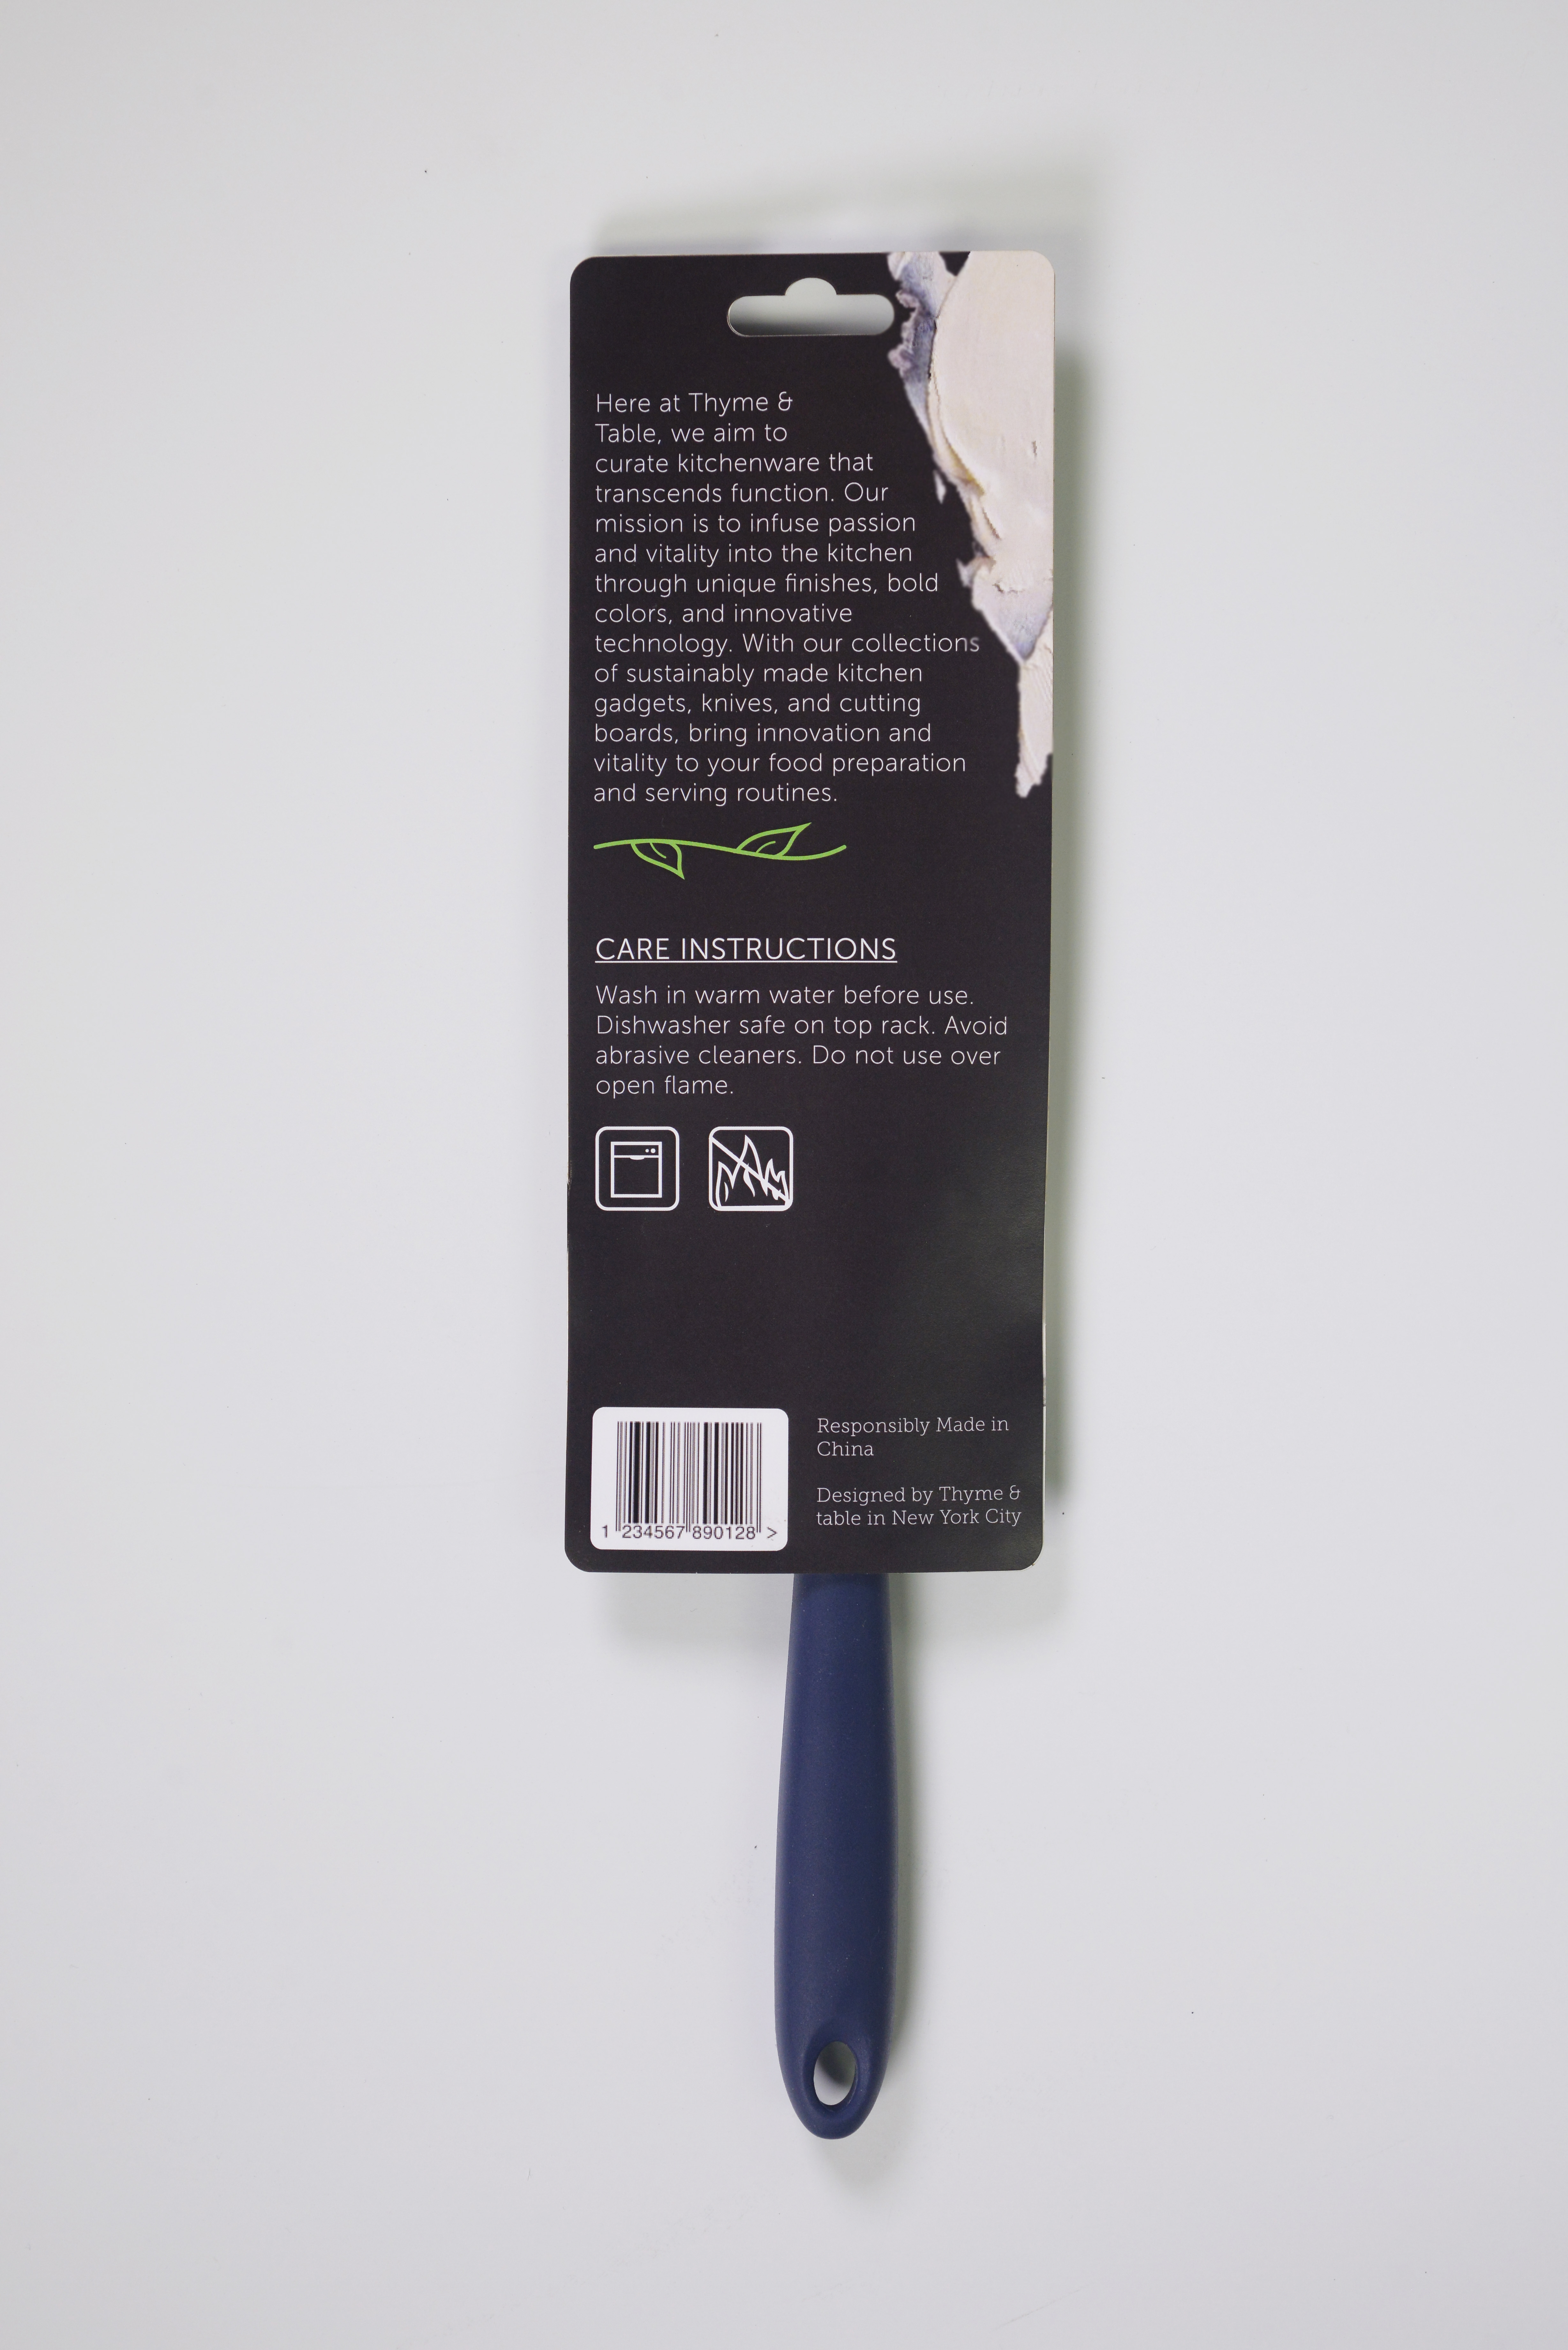 Here at Thyme &
Table, we aim to
curate kitchenware that
transcends function. Our
mission is to infuse passion
and vitality into the kitchen
through unique finishes, bold
colors, and innovative
technology. With our collections
of sustainably made kitchen
gadgets, knives, and cutting
boards, bring innovation and
vitality to your food preparation
and serving routines.
CARE INSTRUCTIONS
Wash in warm water before use.
Dishwasher safe on top rack. Avoid
abrasive cleaners. Do not use over
open flame.
1 234567 890128 >
Responsibly Made in
China
Designed by Thyme &
table in New York City